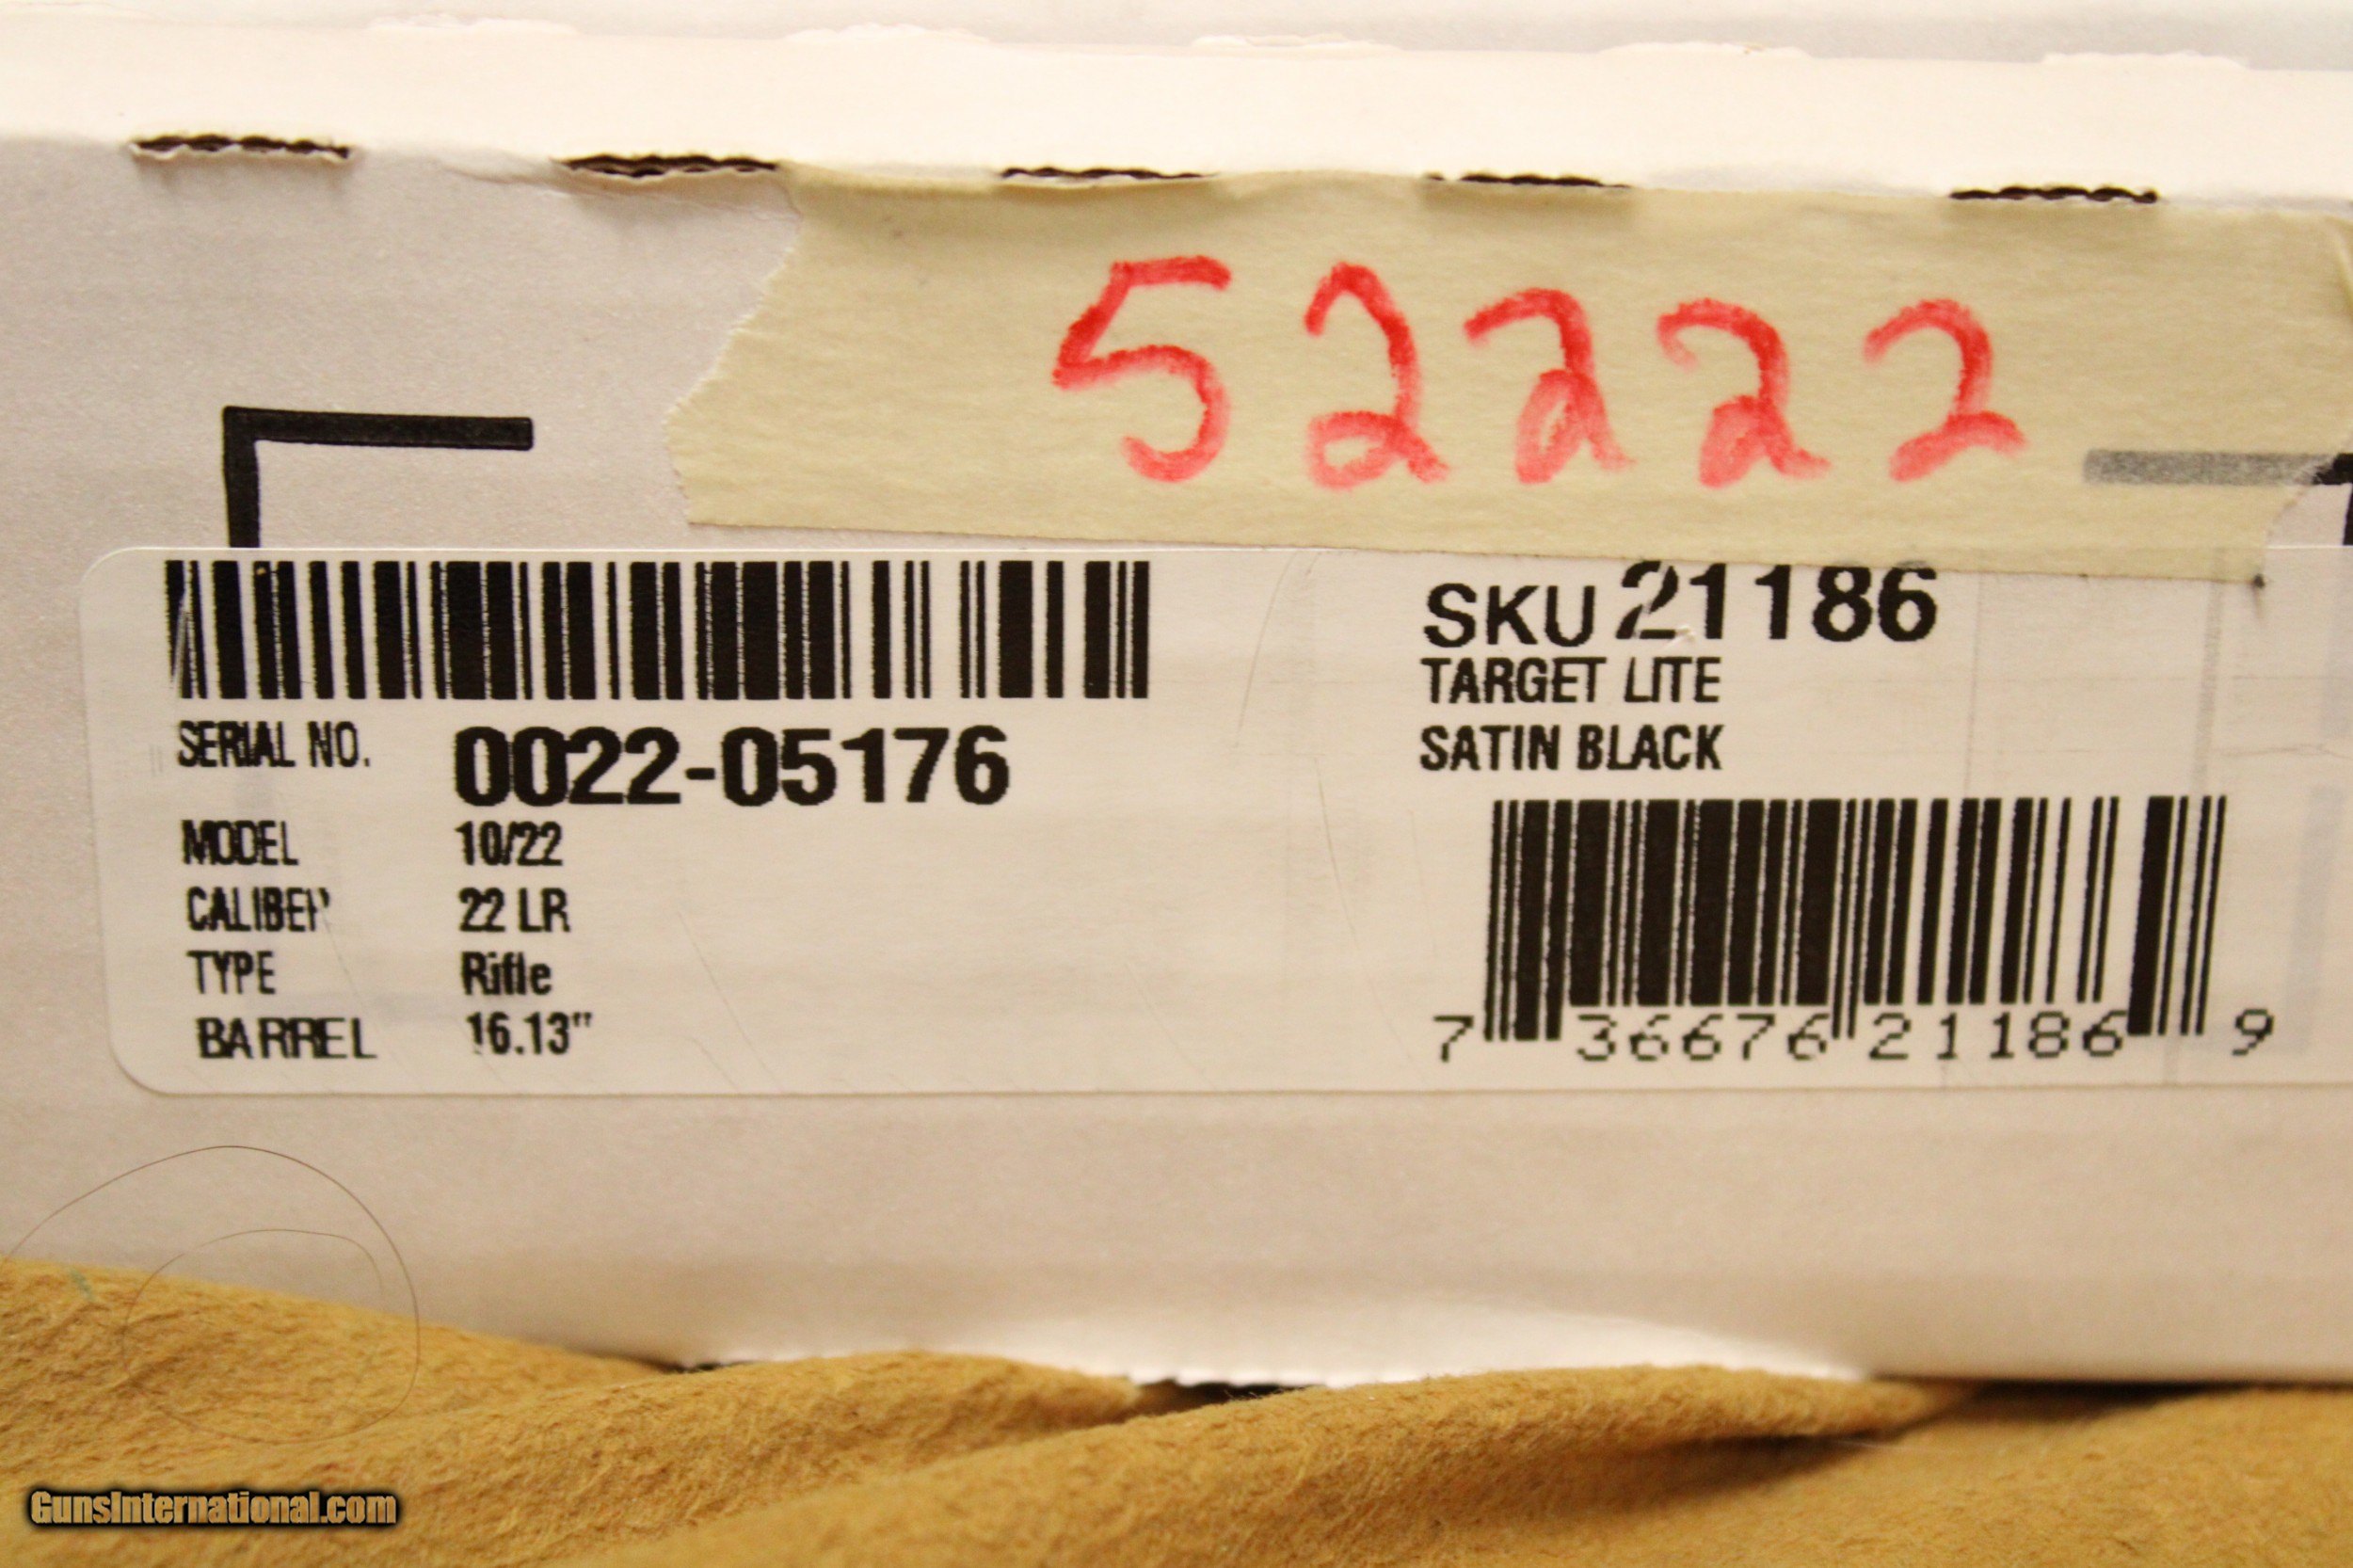 52222
SERIAL NO. 0022-05176
MODEL 10/22
CALIBER 22 LR
TYPE Rifle
BARREL 16.13"
SKU 21186
TARGET LITE
SATIN BLACK
7 36676 21186 9
GunsInternational.com